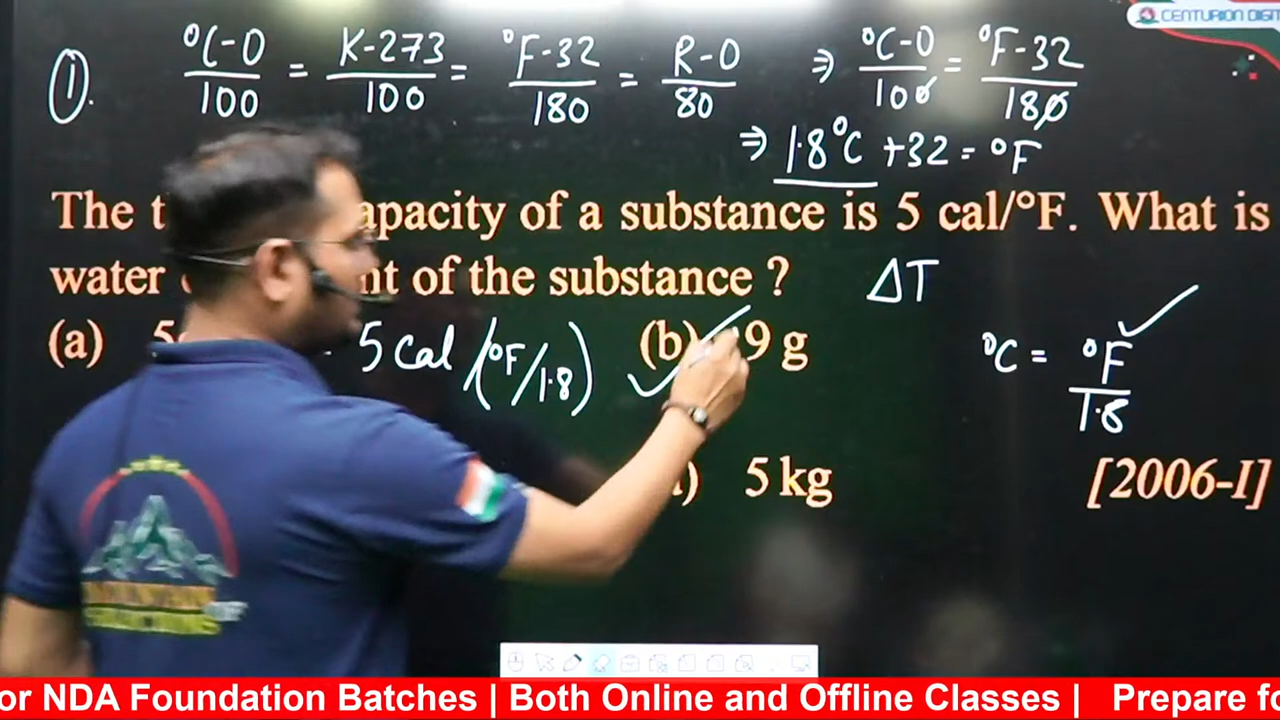 CENTURION DIGIT
①. °C-0/100 = K-273/100 = °F-32/180 = R-0/80 ⇒ °C-0/100 = °F-32/180
⇒ 1.8°C +32 = °F
The apacity of a substance is 5 cal/°F. What is
water nt of the substance ?
ΔT
(a) 5 5 Cal /(°F/1.8) (b) 9 g °C = °F/1.8
5 kg
[2006-I]
or NDA Foundation Batches | Both Online and Offline Classes | Prepare fo